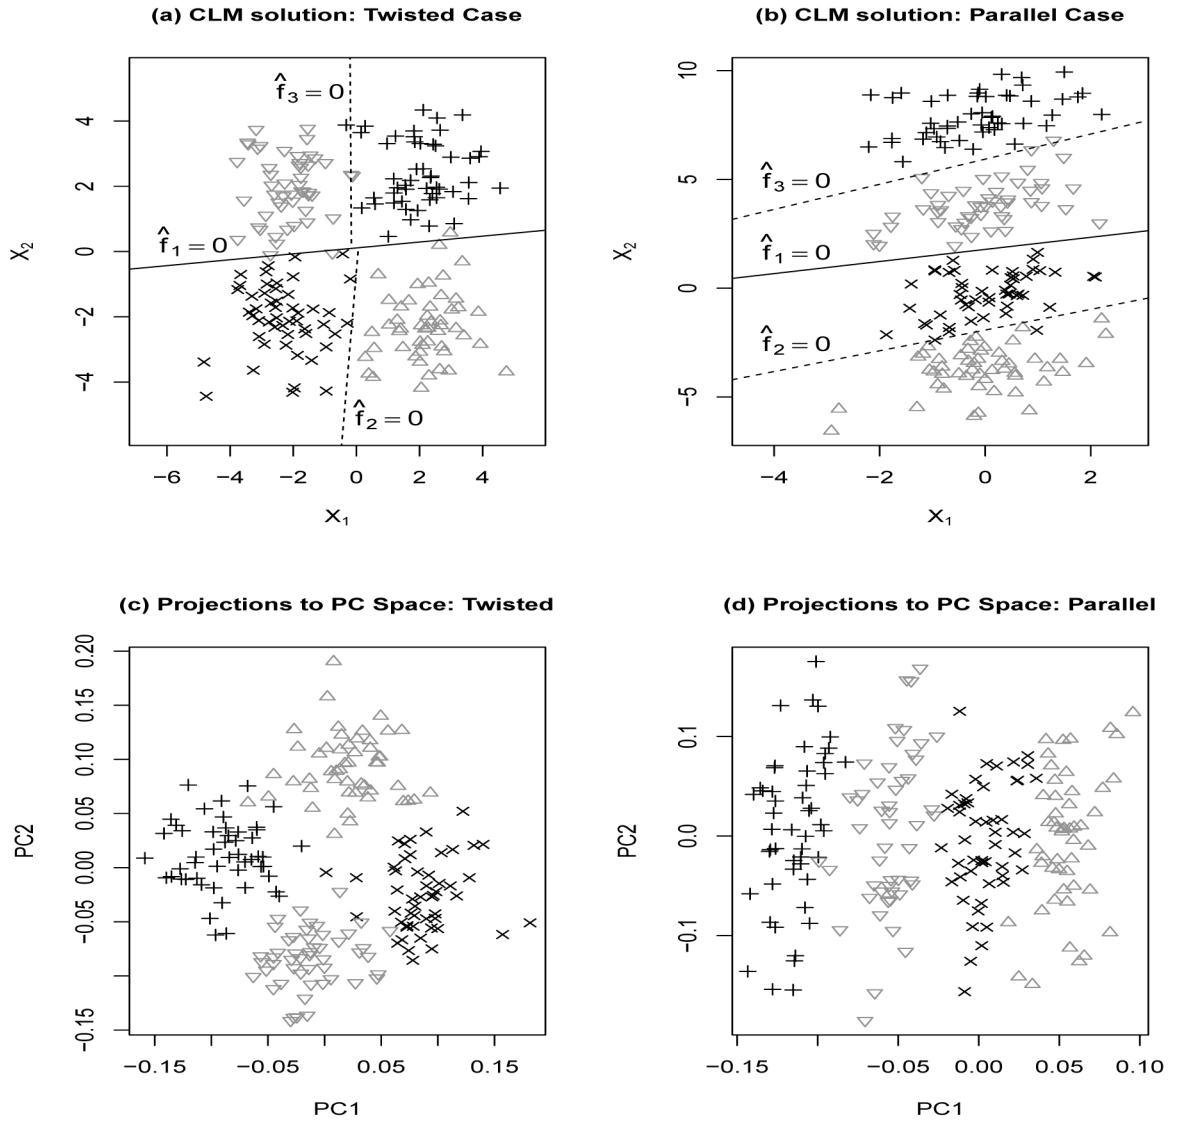 (a) CLM solution: Twisted Case
f̂3 = 0
f̂1 = 0
f̂2 = 0
4
2
0
−2
−4
X2
−6
−4
−2
0
2
4
X1
(b) CLM solution: Parallel Case
f̂3 = 0
f̂1 = 0
f̂2 = 0
10
5
0
−5
X2
−4
−2
0
2
X1
(c) Projections to PC Space: Twisted
0.20
0.15
0.10
0.05
0.00
−0.05
−0.15
PC2
−0.15
−0.05
0.05
0.15
PC1
(d) Projections to PC Space: Parallel
0.1
0.0
−0.1
PC2
−0.15
−0.05
0.00
0.05
0.10
PC1